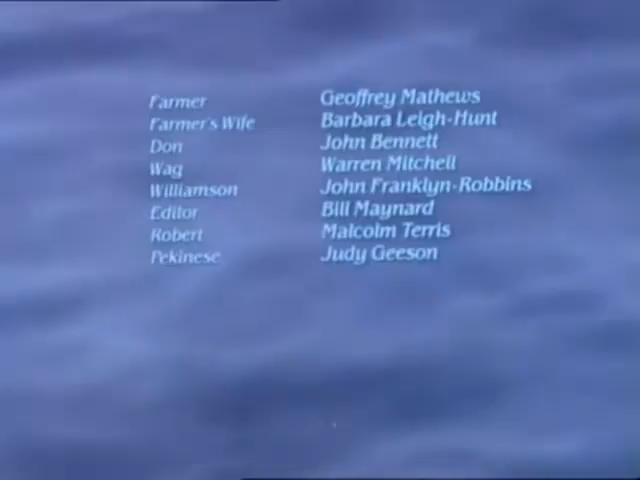 Farmer Geoffrey Mathews
Farmer's Wife Barbara Leigh-Hunt
Don John Bennett
Wag Warren Mitchell
Williamson John Franklyn-Robbins
Editor Bill Maynard
Robert Malcolm Terris
Pekinese Judy Geeson